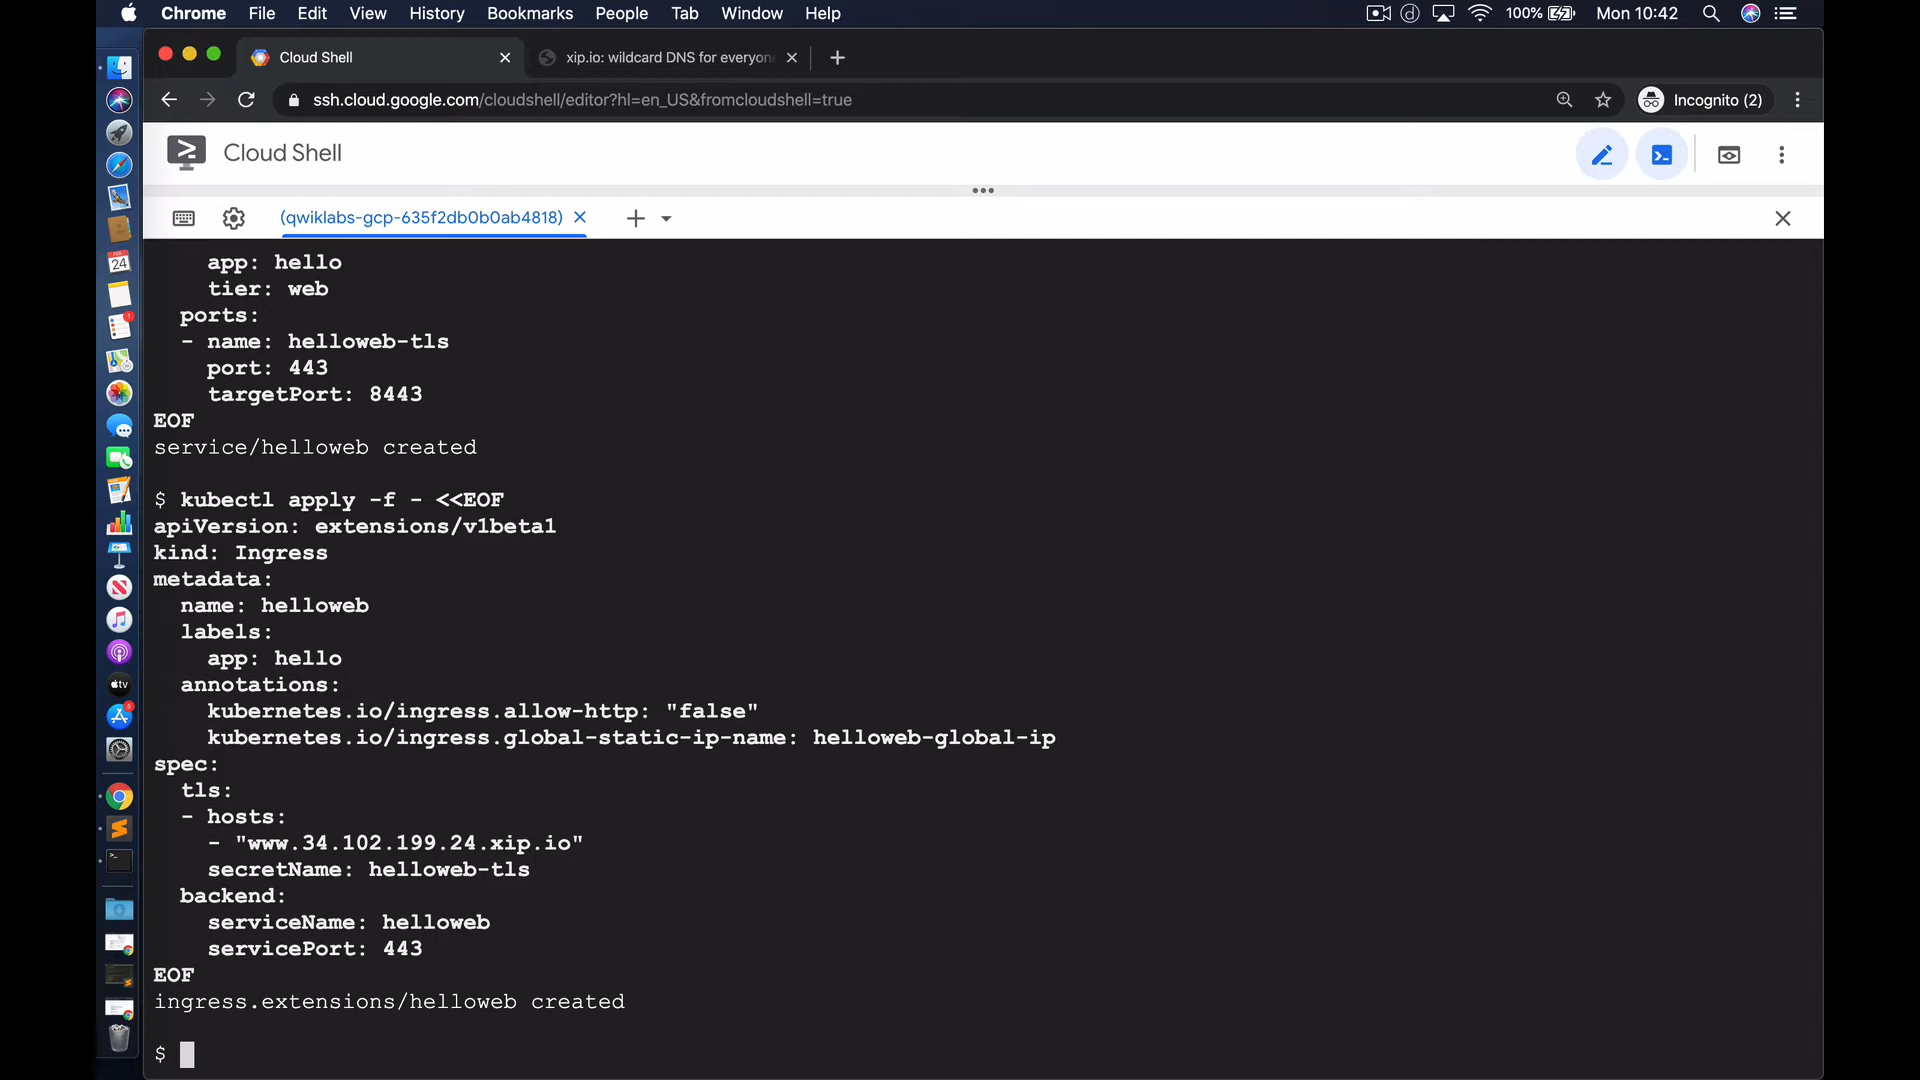 Chrome File Edit View History Bookmarks People Tab Window Help 100% Mon 10:42
Cloud Shell xip.io: wildcard DNS for everyon
ssh.cloud.google.com/cloudshell/editor?hl=en_US&fromcloudshell=true Incognito (2)
Cloud Shell
(qwiklabs-gcp-635f2db0b0ab4818)
app: hello
tier: web
ports:
- name: helloweb-tls
port: 443
targetPort: 8443
EOF
service/helloweb created
$ kubectl apply -f - <<EOF
apiVersion: extensions/v1beta1
kind: Ingress
metadata:
name: helloweb
labels:
app: hello
annotations:
kubernetes.io/ingress.allow-http: "false"
kubernetes.io/ingress.global-static-ip-name: helloweb-global-ip
spec:
tls:
- hosts:
- "www.34.102.199.24.xip.io"
secretName: helloweb-tls
backend:
serviceName: helloweb
servicePort: 443
EOF
ingress.extensions/helloweb created
$
24
tv